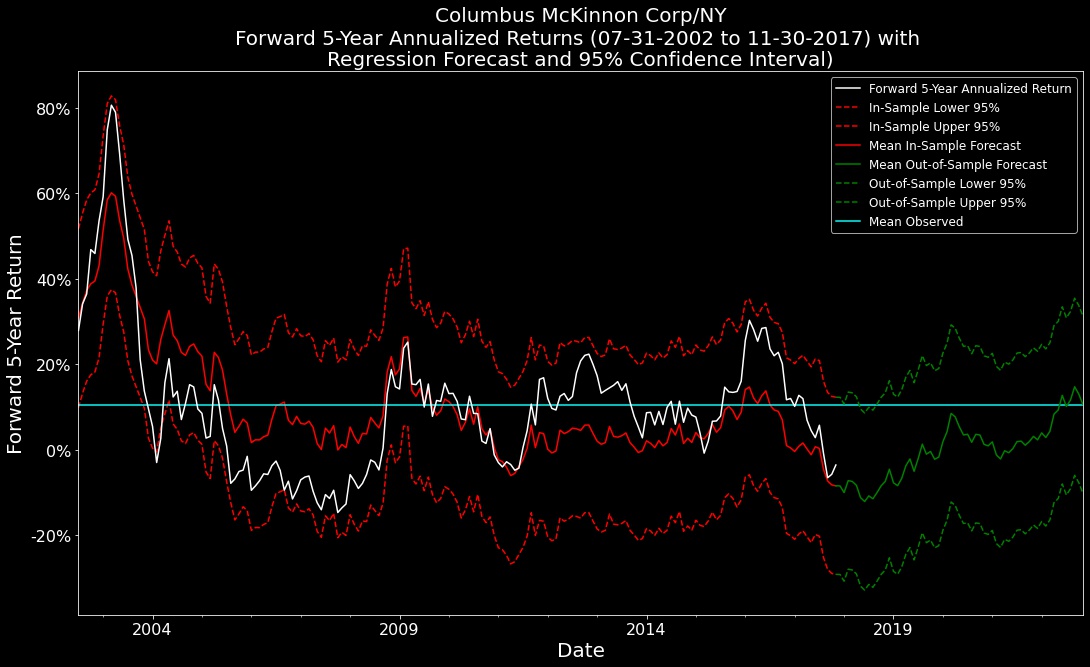 Columbus McKinnon Corp/NY
Forward 5-Year Annualized Returns (07-31-2002 to 11-30-2017) with
Regression Forecast and 95% Confidence Interval)
Forward 5-Year Annualized Return
In-Sample Lower 95%
In-Sample Upper 95%
Mean In-Sample Forecast
Mean Out-of-Sample Forecast
Out-of-Sample Lower 95%
Out-of-Sample Upper 95%
Mean Observed
Forward 5-Year Return
80%
60%
40%
20%
0%
-20%
2004
2009
2014
2019
Date